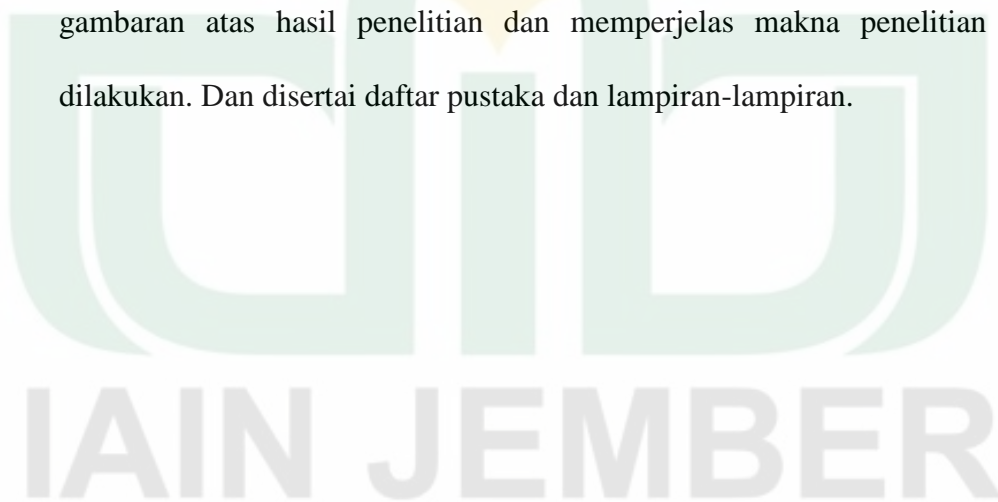 gambaran atas hasil penelitian dan memperjelas makna penelitian
dilakukan. Dan disertai daftar pustaka dan lampiran-lampiran.
IAIN JEMBER